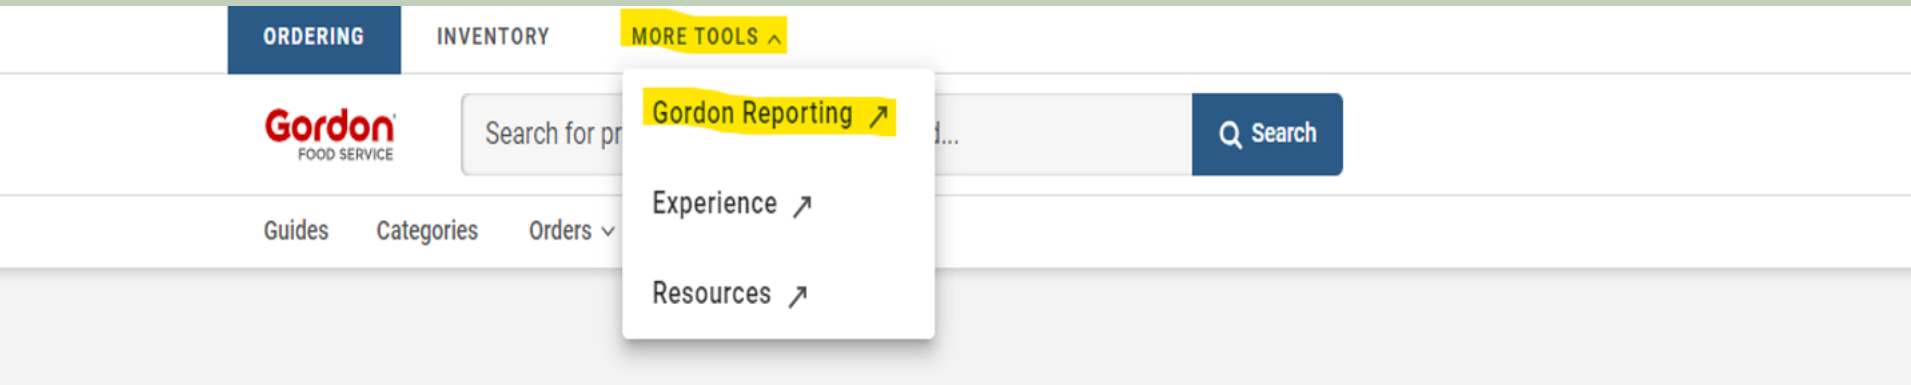 ORDERING INVENTORY MORE TOOLS
Gordon Reporting
Gordon
FOOD SERVICE
Search for pr
d...
Search
Experience
Guides Categories Orders
Resources